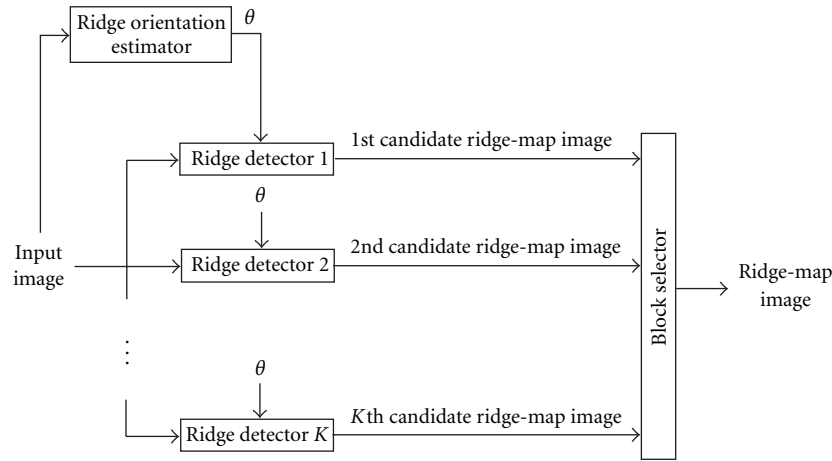 Ridge orientation
estimator
θ
1st candidate ridge-map image
Ridge detector 1
θ
Input
image
2nd candidate ridge-map image
Ridge detector 2
Block selector
Ridge-map
image
⋮
θ
Kth candidate ridge-map image
Ridge detector K